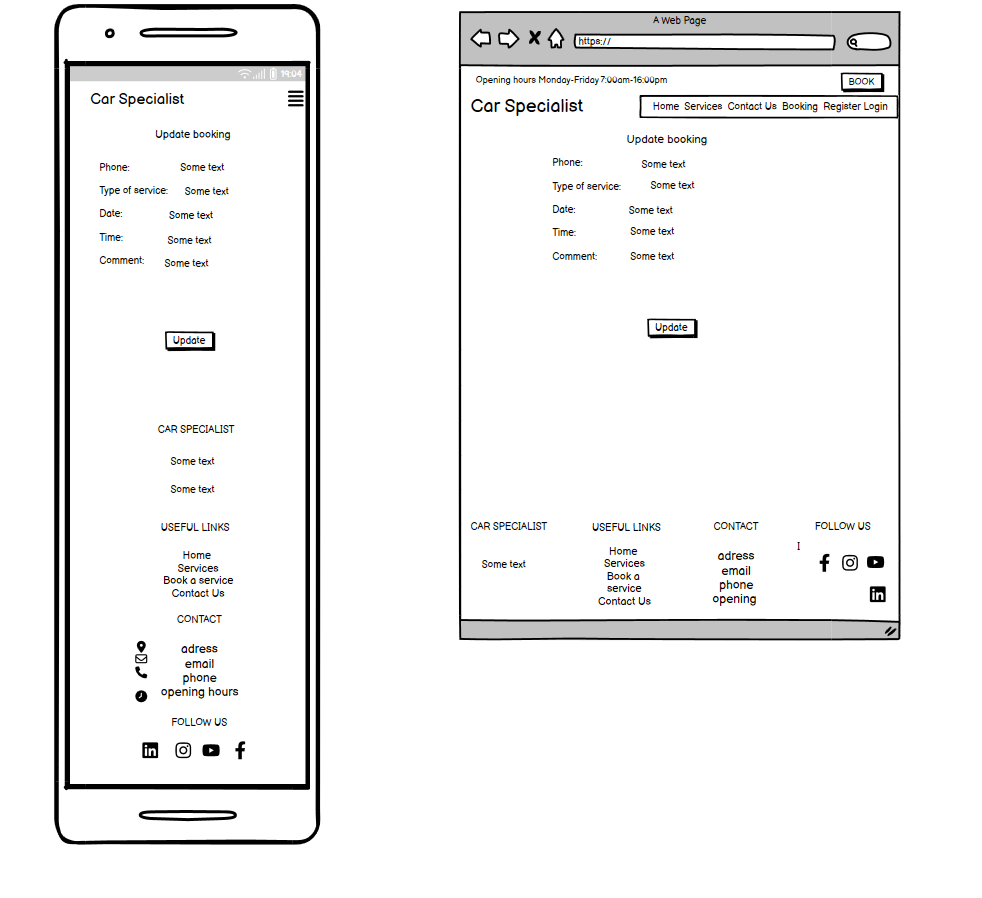 19:04
Car Specialist
Update booking
Phone: Some text
Type of service: Some text
Date: Some text
Time: Some text
Comment: Some text
Update
CAR SPECIALIST
Some text
Some text
USEFUL LINKS
Home
Services
Book a service
Contact Us
CONTACT
adress
email
phone
opening hours
FOLLOW US
A Web Page
https://
Opening hours Monday-Friday 7:00am-16:00pm
BOOK
Car Specialist
Home Services Contact Us Booking Register Login
Update booking
Phone: Some text
Type of service: Some text
Date: Some text
Time: Some text
Comment: Some text
Update
CAR SPECIALIST
Some text
USEFUL LINKS
Home
Services
Book a
service
Contact Us
CONTACT
adress
email
phone
opening
FOLLOW US